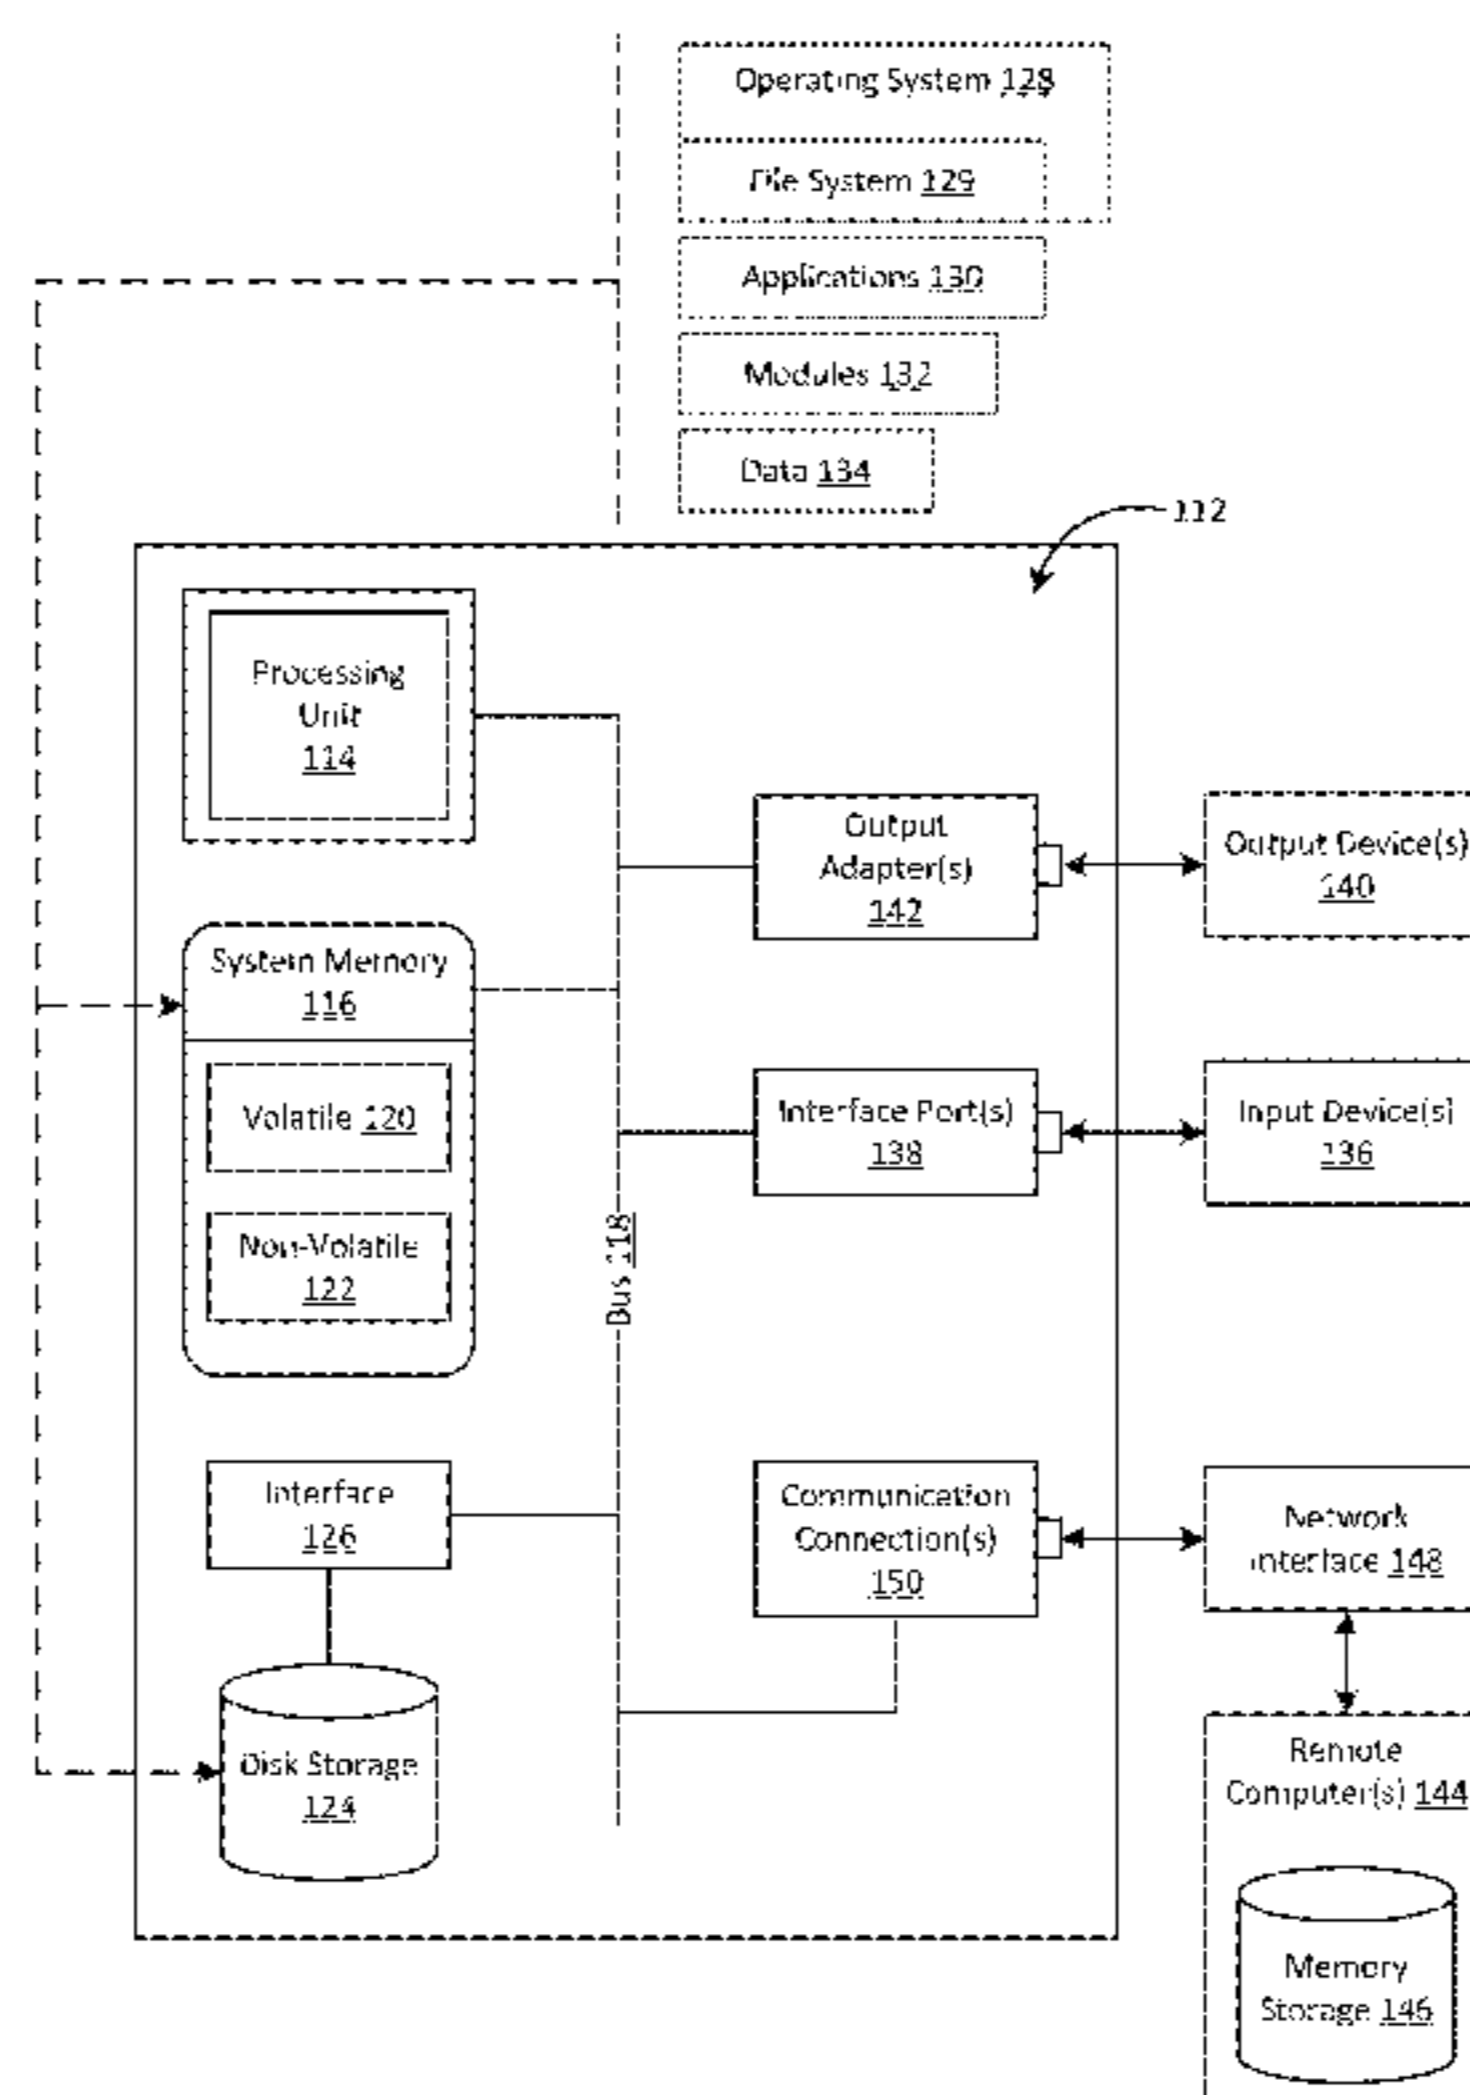 Operating System 128
File System 129
Applications 130
Modules 132
Data 134
112
Processing
Unit
114
Output
Adapter(s)
142
Output Device(s)
140
System Memory
116
Volatile 120
Non-Volatile
122
Interface Port(s)
138
Input Device(s)
136
Bus 118
Interface
126
Communication
Connection(s)
150
Network
Interface 148
Disk Storage
124
Remote
Computer(s) 144
Memory
Storage 146